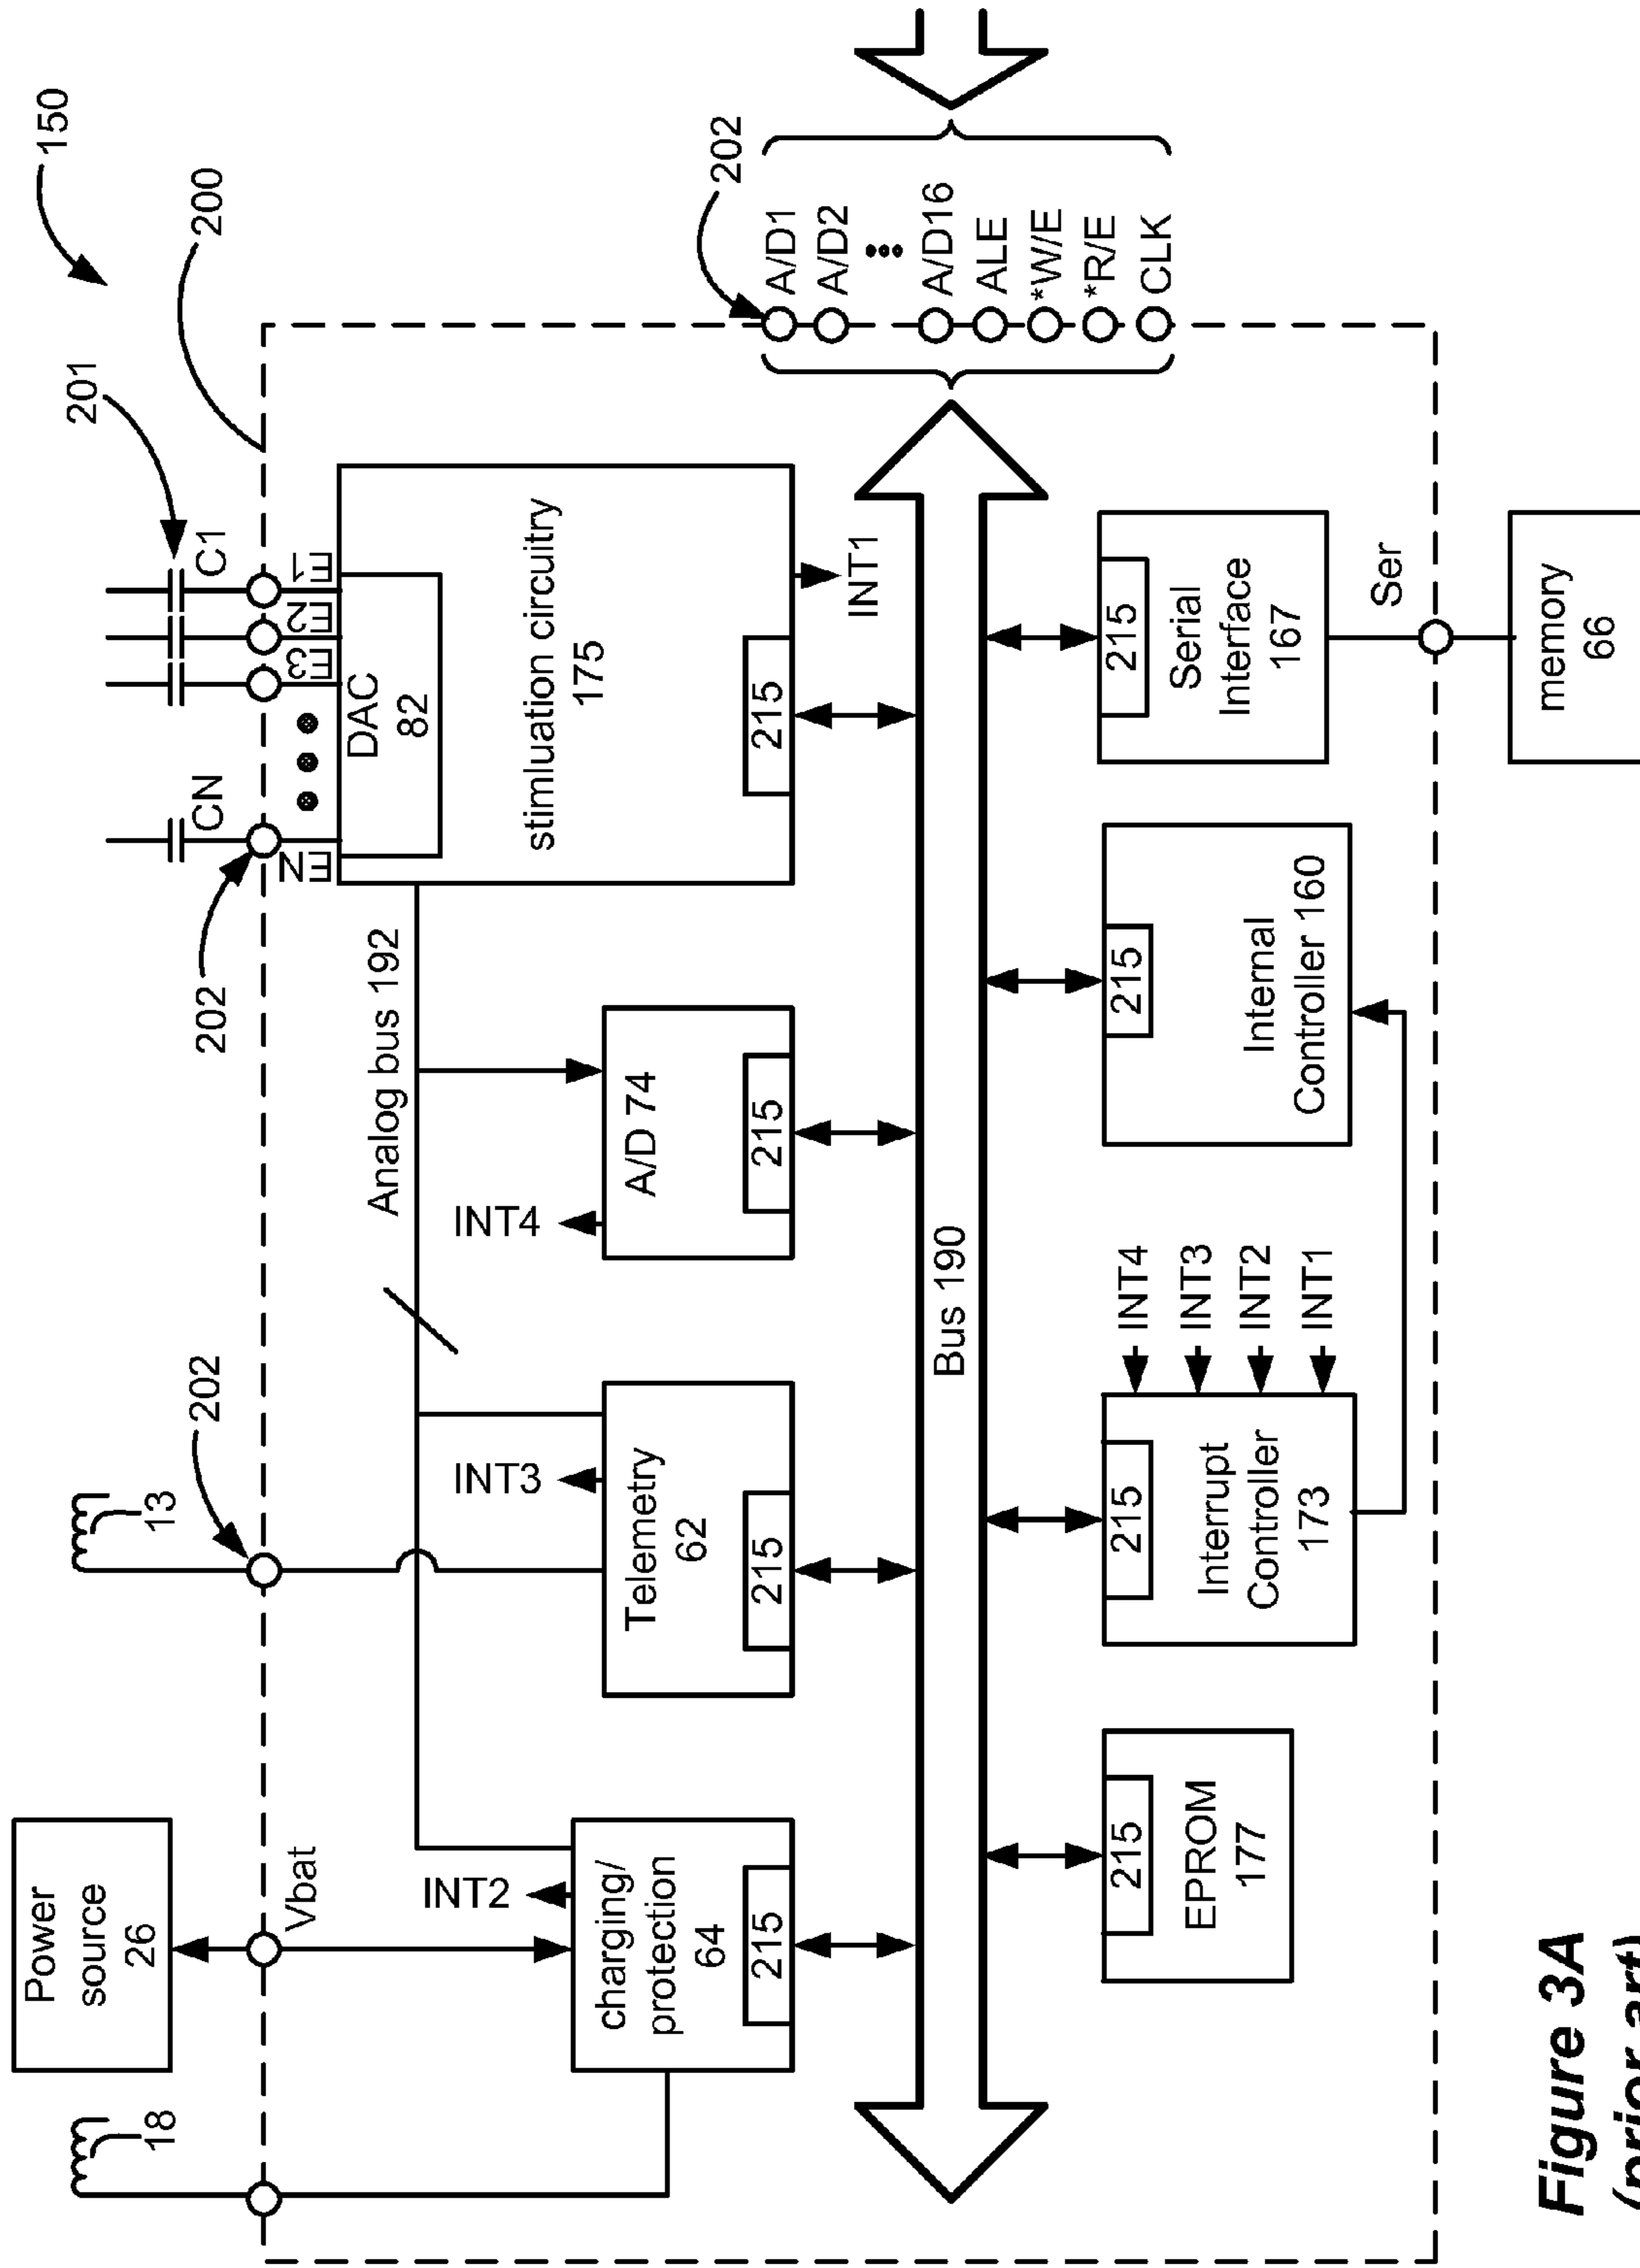 150
200
201
C1
CN
202
E1
E2
E3
EN
DAC
82
stimluation circuitry
175
215
INT1
202
A/D1
A/D2
A/D16
ALE
*W/E
*R/E
CLK
Power
source
26
18
13
202
Vbat
Analog bus 192
INT2
charging/
protection
64
215
INT3
Telemetry
62
215
INT4
A/D 74
215
Bus 190
215
EPROM
177
215
Interrupt
Controller
173
INT4
INT3
INT2
INT1
215
Internal
Controller 160
215
Serial
Interface
167
Ser
memory
66
Figure 3A
(prior art)